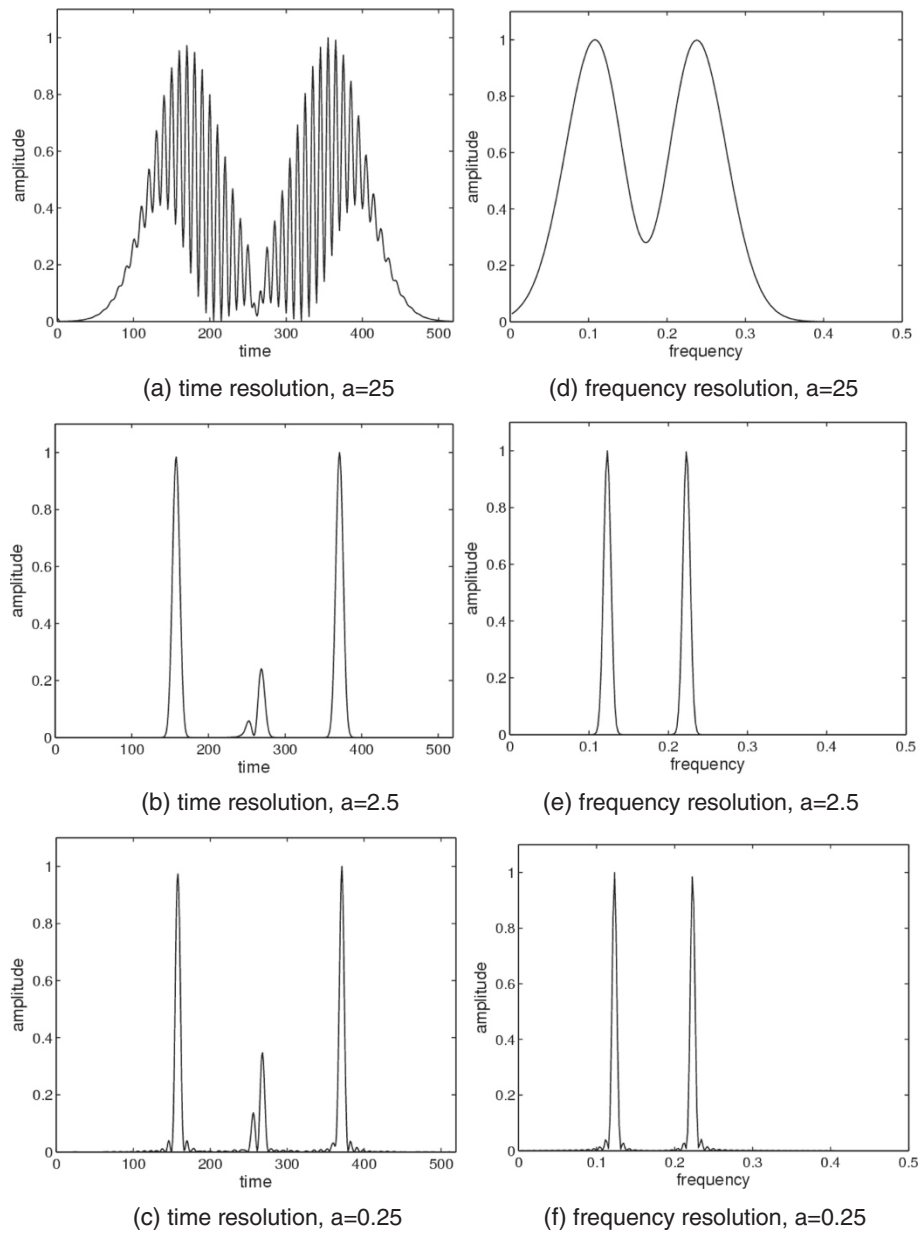 1
0.8
0.6
0.4
0.2
0
amplitude
0 100 200 300 400 500
time
(a) time resolution, a=25
1
0.8
0.6
0.4
0.2
0
amplitude
0 0.1 0.2 0.3 0.4 0.5
frequency
(d) frequency resolution, a=25
1
0.8
0.6
0.4
0.2
0
amplitude
0 100 200 300 400 500
time
(b) time resolution, a=2.5
1
0.8
0.6
0.4
0.2
0
amplitude
0 0.1 0.2 0.3 0.4 0.5
frequency
(e) frequency resolution, a=2.5
1
0.8
0.6
0.4
0.2
0
amplitude
0 100 200 300 400 500
time
(c) time resolution, a=0.25
1
0.8
0.6
0.4
0.2
0
amplitude
0 0.1 0.2 0.3 0.4 0.5
frequency
(f) frequency resolution, a=0.25